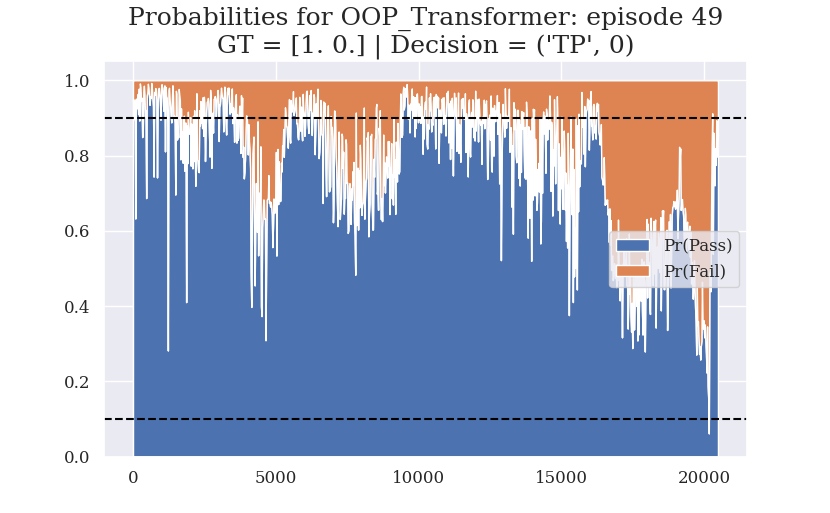 Probabilities for OOP_Transformer: episode 49
GT = [1. 0.] | Decision = ('TP', 0)
1.0
0.8
0.6
0.4
0.2
0.0
Pr(Pass)
Pr(Fail)
0
5000
10000
15000
20000